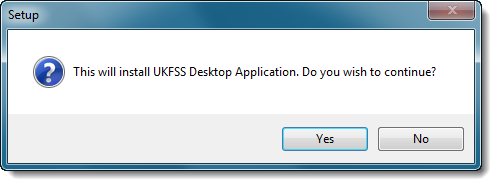 Setup
This will install UKFSS Desktop Application. Do you wish to continue?
Yes
No